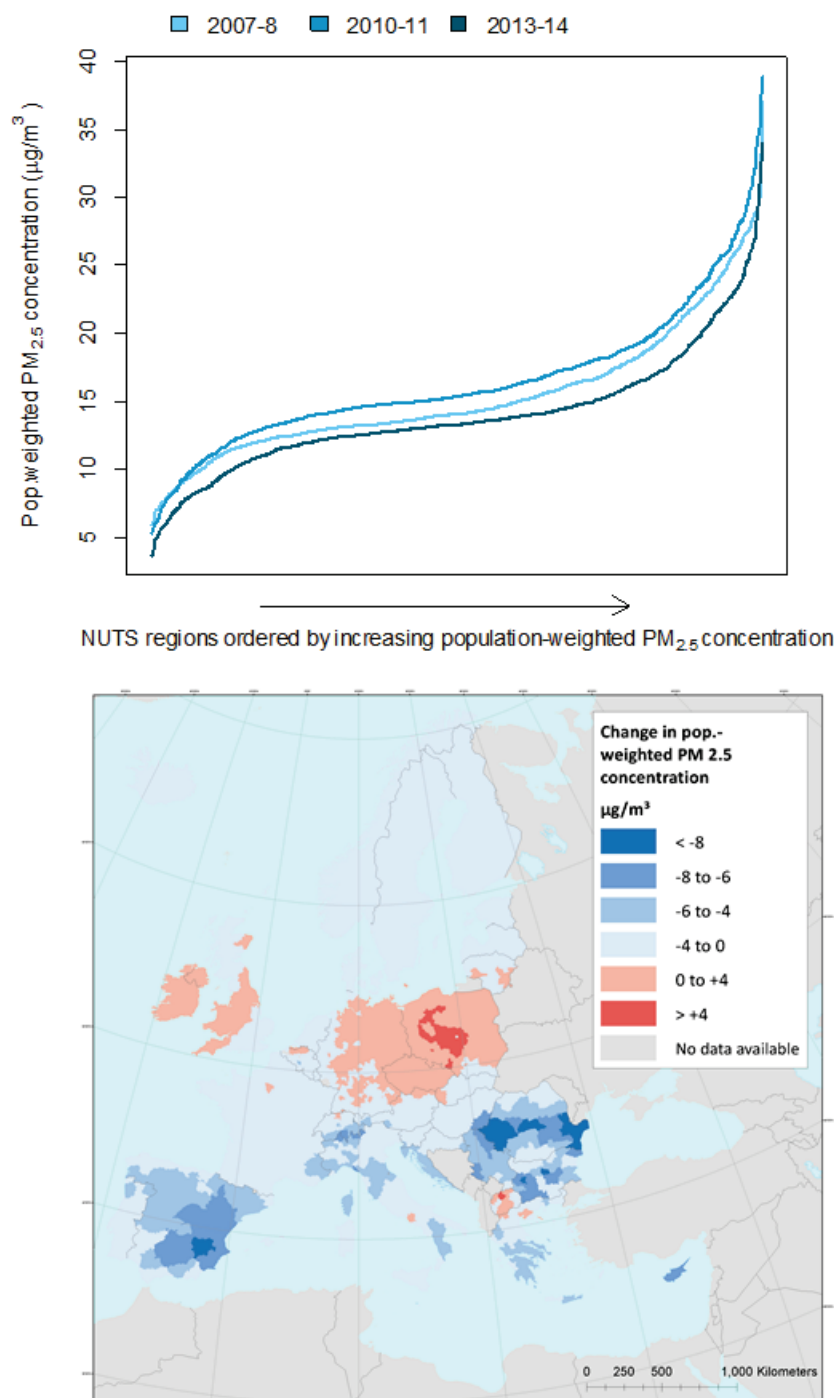 2007-8 2010-11 2013-14
40
35
30
25
20
15
10
5
Pop.weighted PM2.5 concentration (µg/m³)
NUTS regions ordered by increasing population-weighted PM2.5 concentration
Change in pop.-
weighted PM 2.5
concentration
µg/m³
< -8
-8 to -6
-6 to -4
-4 to 0
0 to +4
> +4
No data available
0 250 500 1,000 Kilometers